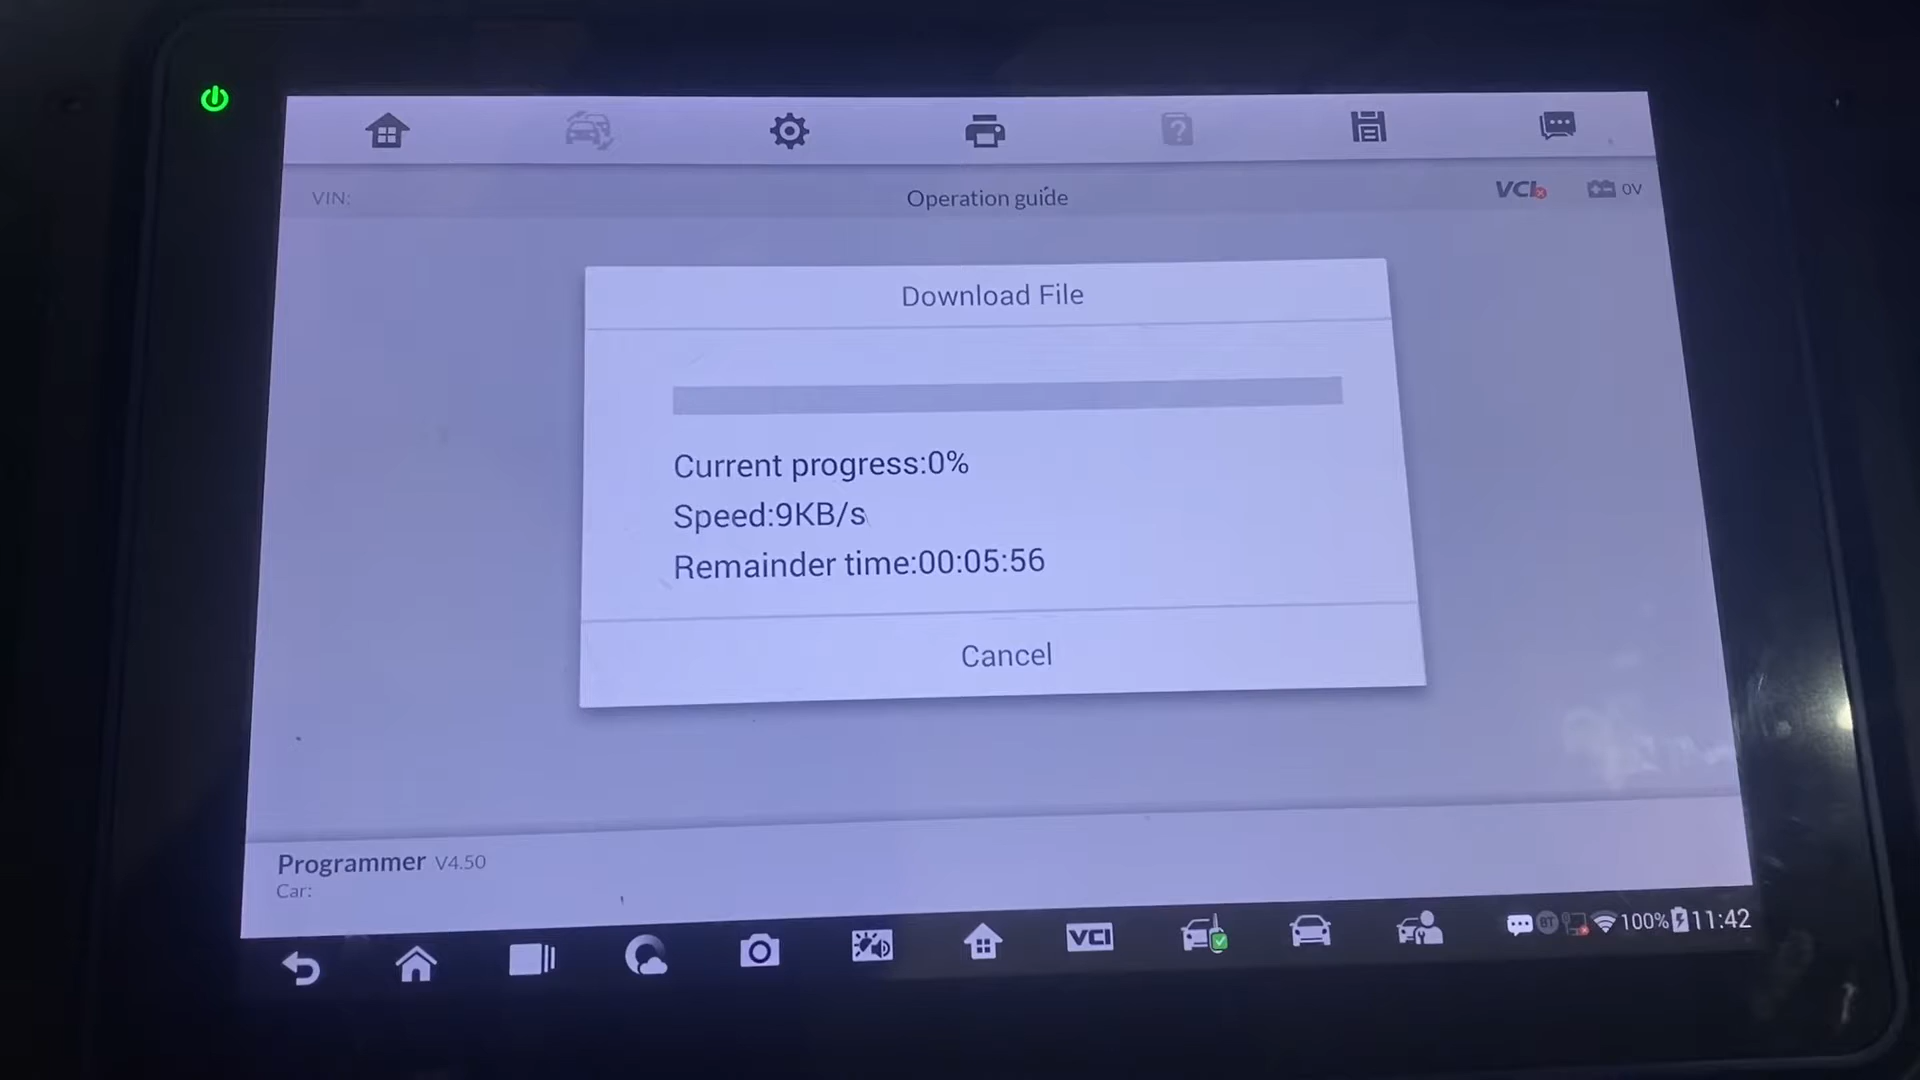 VIN:
Operation guide
VCI
0V
Download File
Current progress:0%
Speed:9KB/s
Remainder time:00:05:56
Cancel
Programmer V4.50
Car:
VCI
BT
100%
11:42